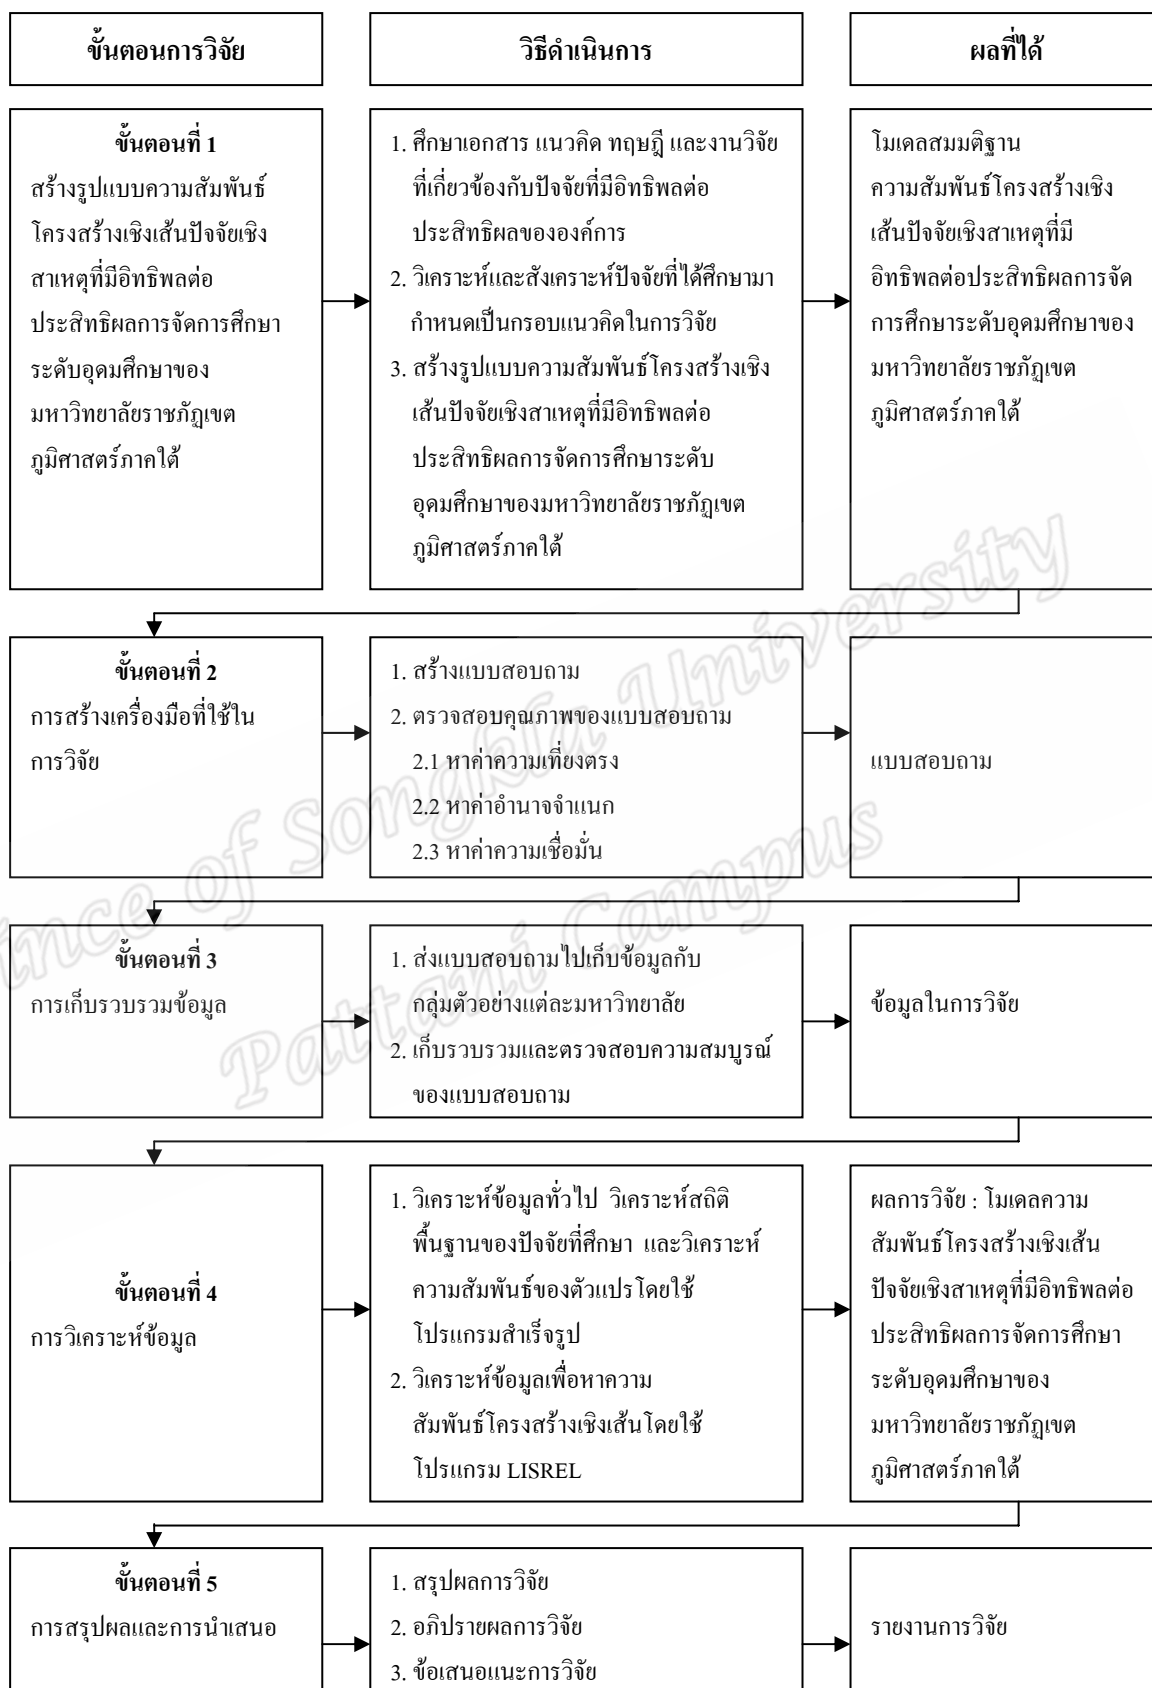 ขั้นตอนการวิจัย
วิธีดำเนินการ
ผลที่ได้
ขั้นตอนที่ 1
สร้างรูปแบบความสัมพันธ์
โครงสร้างเชิงเส้นปัจจัยเชิง
สาเหตุที่มีอิทธิพลต่อ
ประสิทธิผลการจัดการศึกษา
ระดับอุดมศึกษาของ
มหาวิทยาลัยราชภัฏเขต
ภูมิศาสตร์ภาคใต้
1. ศึกษาเอกสาร แนวคิด ทฤษฎี และงานวิจัย
ที่เกี่ยวข้องกับปัจจัยที่มีอิทธิพลต่อ
ประสิทธิผลขององค์การ
2. วิเคราะห์และสังเคราะห์ปัจจัยที่ได้ศึกษามา
กำหนดเป็นกรอบแนวคิดในการวิจัย
3. สร้างรูปแบบความสัมพันธ์โครงสร้างเชิง
เส้นปัจจัยเชิงสาเหตุที่มีอิทธิพลต่อ
ประสิทธิผลการจัดการศึกษาระดับ
อุดมศึกษาของมหาวิทยาลัยราชภัฏเขต
ภูมิศาสตร์ภาคใต้
โมเดลสมมติฐาน
ความสัมพันธ์โครงสร้างเชิง
เส้นปัจจัยเชิงสาเหตุที่มี
อิทธิพลต่อประสิทธิผลการจัด
การศึกษาระดับอุดมศึกษาของ
มหาวิทยาลัยราชภัฏเขต
ภูมิศาสตร์ภาคใต้
ขั้นตอนที่ 2
การสร้างเครื่องมือที่ใช้ใน
การวิจัย
1. สร้างแบบสอบถาม
2. ตรวจสอบคุณภาพของแบบสอบถาม
2.1 หาค่าความเที่ยงตรง
2.2 หาค่าอำนาจจำแนก
2.3 หาค่าความเชื่อมั่น
แบบสอบถาม
ขั้นตอนที่ 3
การเก็บรวบรวมข้อมูล
1. ส่งแบบสอบถามไปเก็บข้อมูลกับ
กลุ่มตัวอย่างแต่ละมหาวิทยาลัย
2. เก็บรวบรวมและตรวจสอบความสมบูรณ์
ของแบบสอบถาม
ข้อมูลในการวิจัย
ขั้นตอนที่ 4
การวิเคราะห์ข้อมูล
1. วิเคราะห์ข้อมูลทั่วไป วิเคราะห์สถิติ
พื้นฐานของปัจจัยที่ศึกษา และวิเคราะห์
ความสัมพันธ์ของตัวแปรโดยใช้
โปรแกรมสำเร็จรูป
2. วิเคราะห์ข้อมูลเพื่อหาความ
สัมพันธ์โครงสร้างเชิงเส้นโดยใช้
โปรแกรม LISREL
ผลการวิจัย : โมเดลความ
สัมพันธ์โครงสร้างเชิงเส้น
ปัจจัยเชิงสาเหตุที่มีอิทธิพลต่อ
ประสิทธิผลการจัดการศึกษา
ระดับอุดมศึกษาของ
มหาวิทยาลัยราชภัฏเขต
ภูมิศาสตร์ภาคใต้
ขั้นตอนที่ 5
การสรุปผลและการนำเสนอ
1. สรุปผลการวิจัย
2. อภิปรายผลการวิจัย
3. ข้อเสนอแนะการวิจัย
รายงานการวิจัย
ince of Songkla University
Pattani Campus